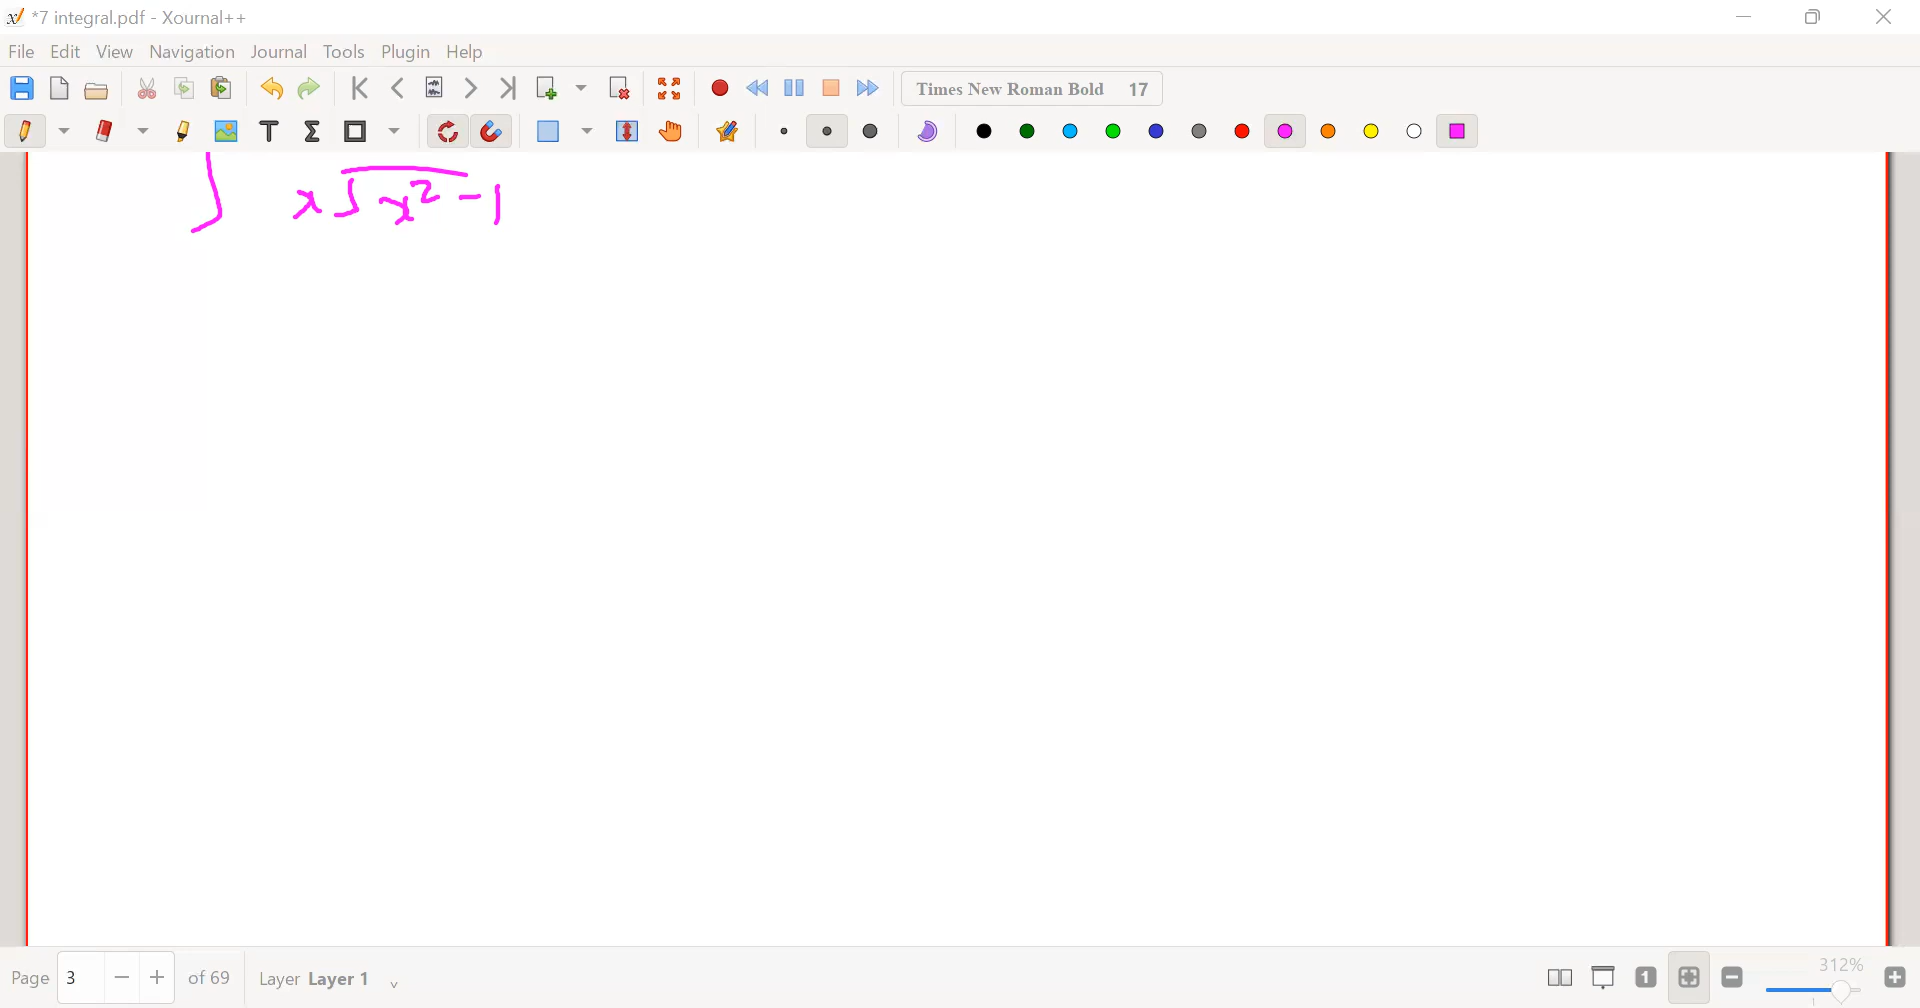 *7 integral.pdf - Xournal++
File Edit View Navigation Journal Tools Plugin Help
Times New Roman Bold 17
∫ x√x² - 1
Page 3 of 69 Layer Layer 1 1 312%